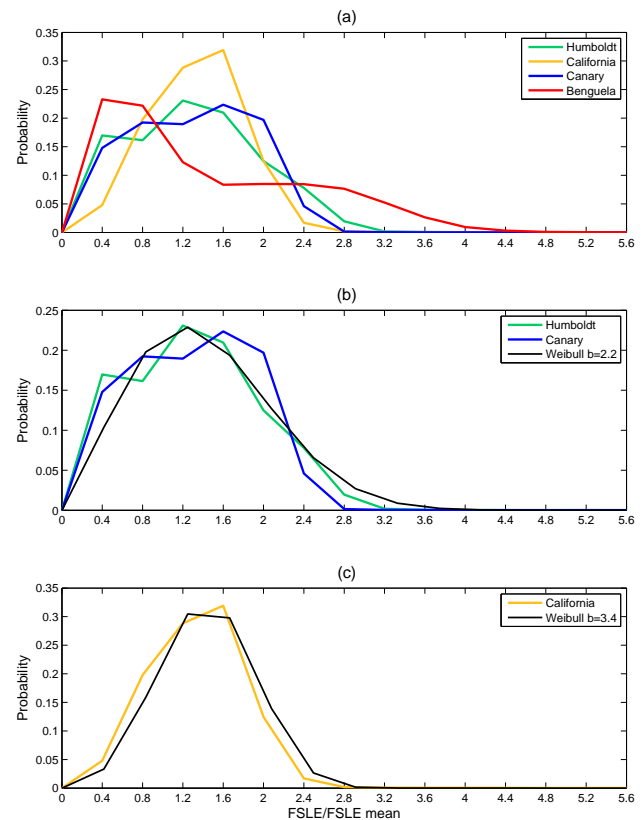 (a)
0.35
0.3
0.25
0.2
0.15
0.1
0.05
0
Probability
Humboldt
California
Canary
Benguela
0 0.4 0.8 1.2 1.6 2 2.4 2.8 3.2 3.6 4 4.4 4.8 5.2 5.6
(b)
0.25
0.2
0.15
0.1
0.05
0
Probability
Humboldt
Canary
Weibull b=2.2
0 0.4 0.8 1.2 1.6 2 2.4 2.8 3.2 3.6 4 4.4 4.8 5.2 5.6
(c)
0.35
0.3
0.25
0.2
0.15
0.1
0.05
0
Probability
California
Weibull b=3.4
0 0.4 0.8 1.2 1.6 2 2.4 2.8 3.2 3.6 4 4.4 4.8 5.2 5.6
FSLE/FSLE mean